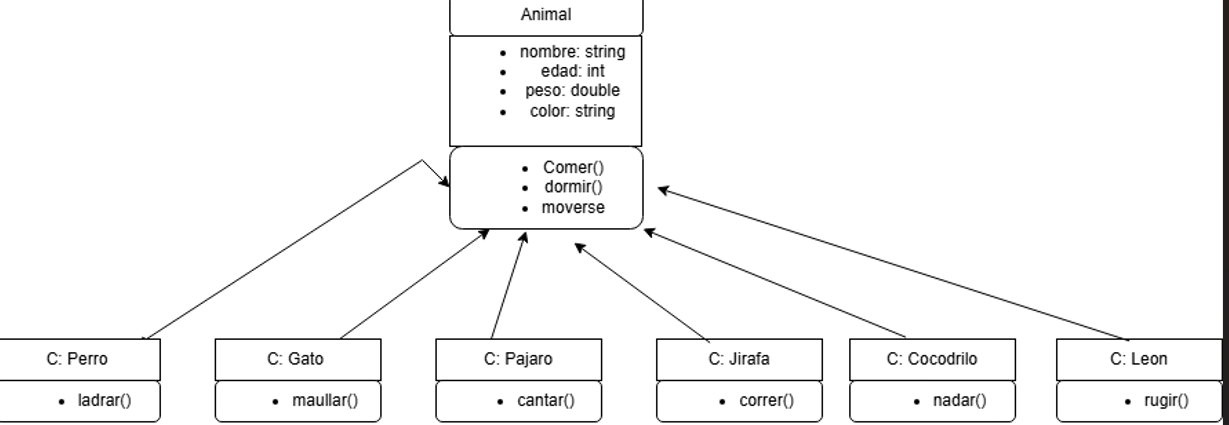 Animal
• nombre: string
• edad: int
• peso: double
• color: string
• Comer()
• dormir()
• moverse
C: Perro
C: Gato
C: Pajaro
C: Jirafa
C: Cocodrilo
C: Leon
• ladrar()
• maullar()
• cantar()
• correr()
• nadar()
• rugir()